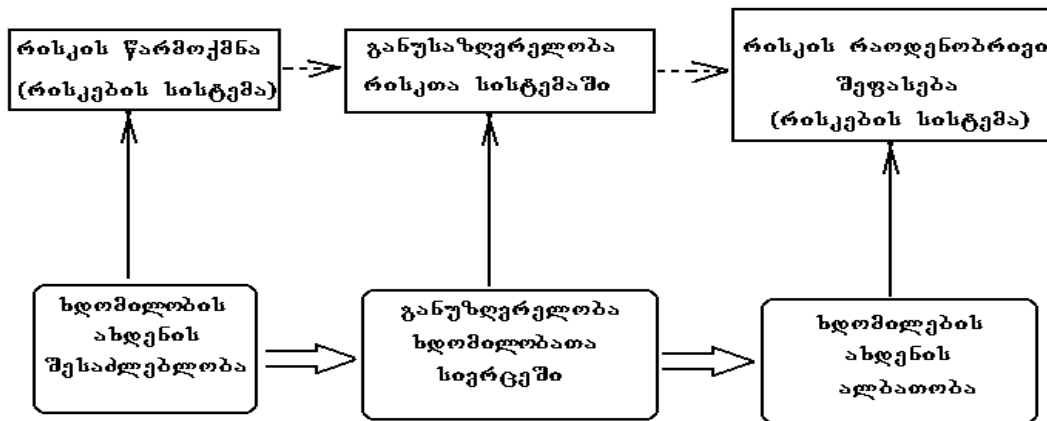 რისკის წარმოქმნა
(რისკების სისტემა)
განუსაზღვრელობა
რისკთა სისტემაში
რისკის რაოდენობრივი
შეფასება
(რისკების სისტემა)
ხდომილობის
ახდენის
შესაძლებლობა
განუზღვრელობა
ხდომილობათა
სივრცეში
ხდომილების
ახდენის
ალბათობა